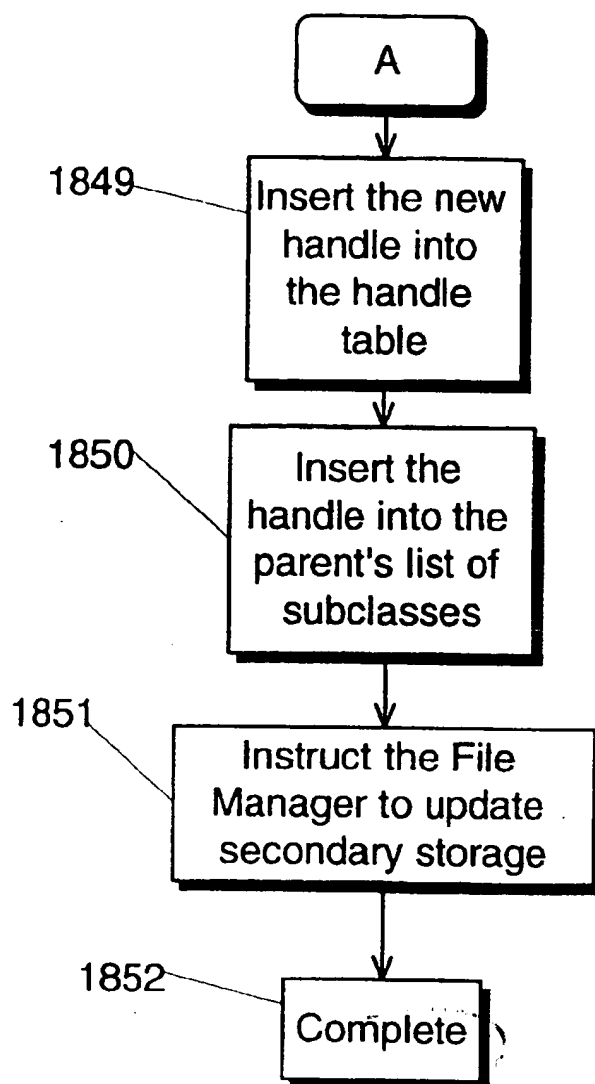 A
1849
Insert the new
handle into
the handle
table
1850
Insert the
handle into the
parent's list of
subclasses
1851
Instruct the File
Manager to update
secondary storage
1852
Complete